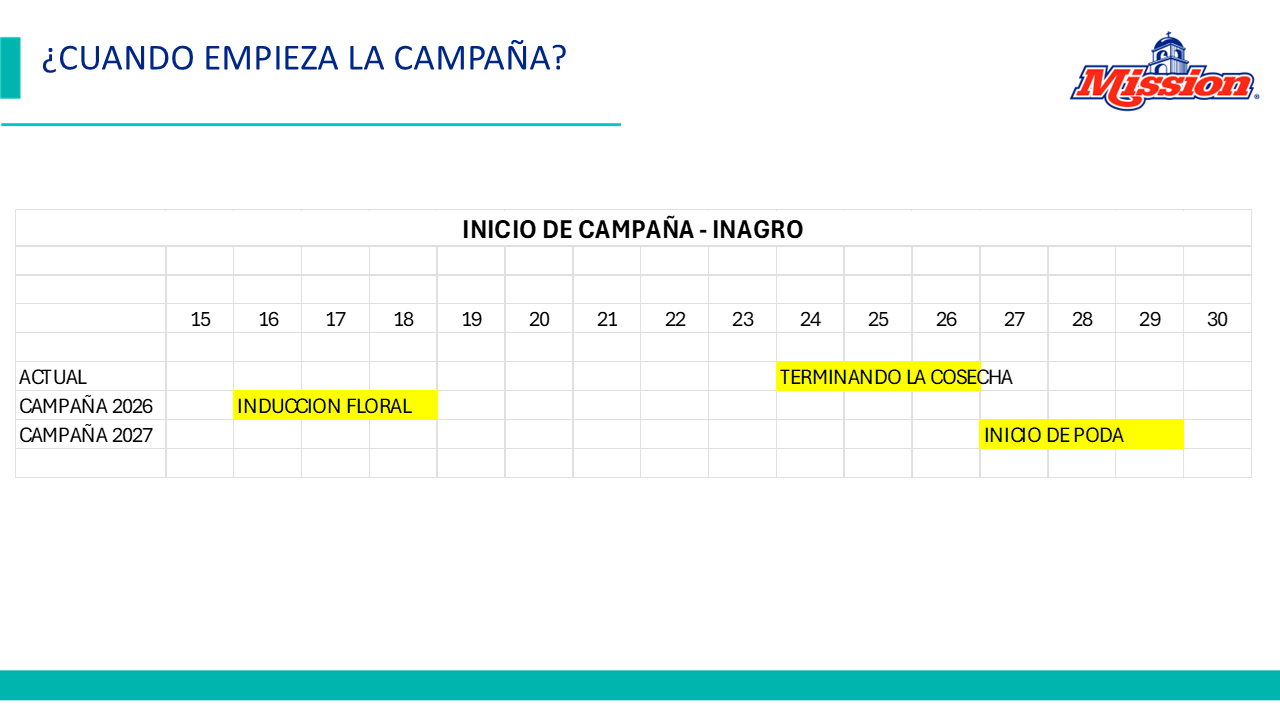 ¿CUANDO EMPIEZA LA CAMPAÑA?
Mission®
INICIO DE CAMPAÑA - INAGRO
15 16 17 18 19 20 21 22 23 24 25 26 27 28 29 30
ACTUAL TERMINANDO LA COSECHA
CAMPAÑA 2026 INDUCCION FLORAL
CAMPAÑA 2027 INICIO DE PODA